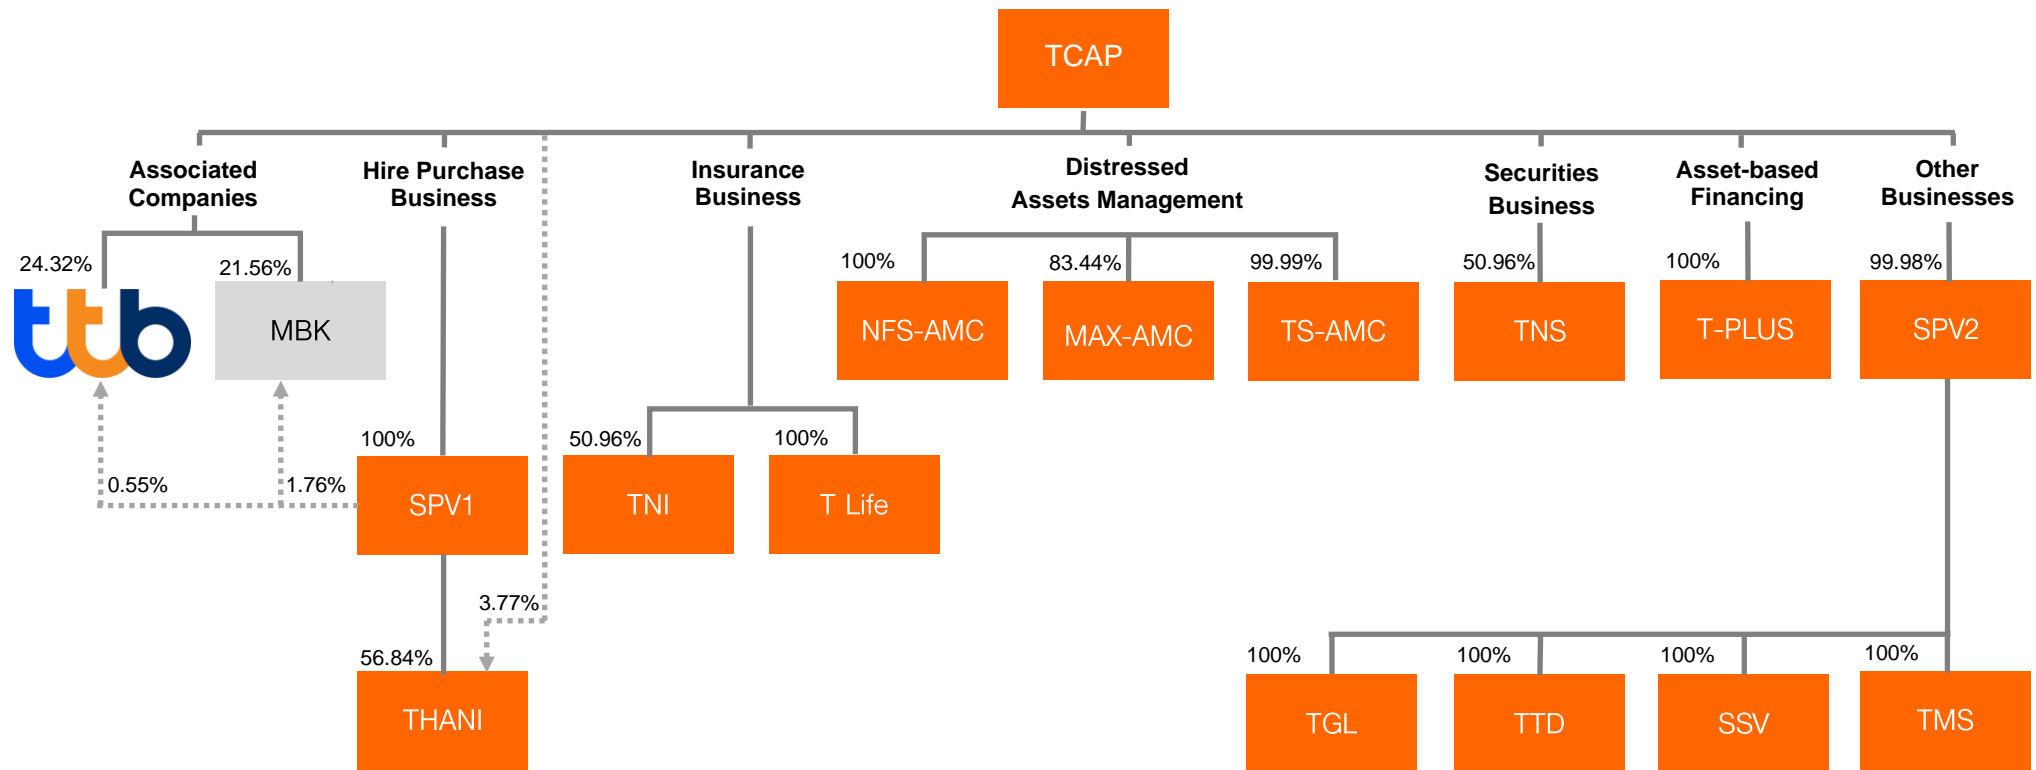 TCAP
Associated
Companies
Hire Purchase
Business
Insurance
Business
Distressed
Assets Management
Securities
Business
Asset-based
Financing
Other
Businesses
24.32%
21.56%
100%
83.44%
99.99%
50.96%
100%
99.98%
ttb
MBK
NFS-AMC
MAX-AMC
TS-AMC
TNS
T-PLUS
SPV2
100%
50.96%
100%
0.55%
1.76%
SPV1
TNI
T Life
3.77%
56.84%
100%
100%
100%
100%
THANI
TGL
TTD
SSV
TMS